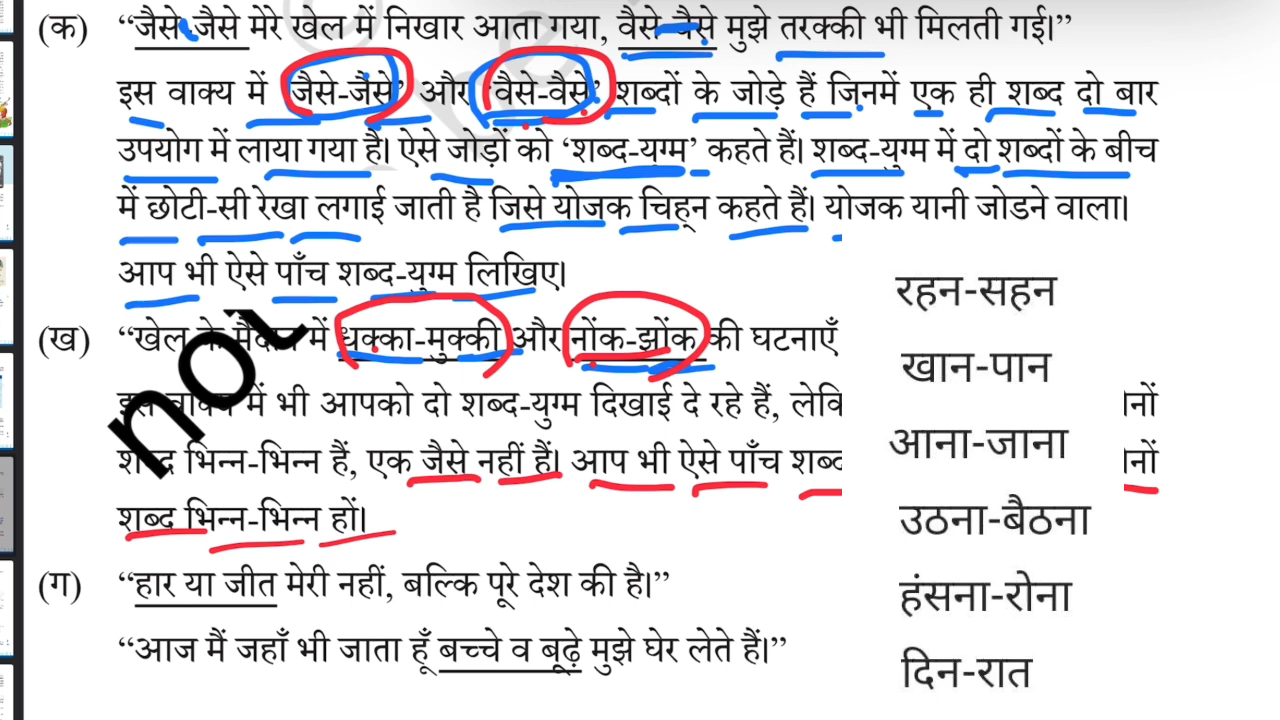 (क) “जैसे-जैसे मेरे खेल में निखार आता गया, वैसे-वैसे मुझे तरक्की भी मिलती गई।”
इस वाक्य में ‘जैसे-जैसे’ और ‘वैसे-वैसे’ शब्दों के जोड़े हैं जिनमें एक ही शब्द दो बार
उपयोग में लाया गया है। ऐसे जोड़ों को ‘शब्द-युग्म’ कहते हैं। शब्द-युग्म में दो शब्दों के बीच
में छोटी-सी रेखा लगाई जाती है जिसे योजक चिह्न कहते हैं। योजक यानी जोडने वाला।
आप भी ऐसे पाँच शब्द-युग्म लिखिए।
(ख) “खेल के मैदान में धक्का-मुक्की और नोंक-झोंक की घटनाएँ
इस वाक्य में भी आपको दो शब्द-युग्म दिखाई दे रहे हैं,
शब्द भिन्न-भिन्न हैं, एक जैसे नहीं हैं। आप भी ऐसे पाँच
शब्द भिन्न-भिन्न हों।
(ग) “हार या जीत मेरी नहीं, बल्कि पूरे देश की है।”
“आज मैं जहाँ भी जाता हूँ बच्चे व बूढ़े मुझे घेर लेते हैं।”
रहन-सहन
खान-पान
आना-जाना
उठना-बैठना
हंसना-रोना
दिन-रात
not